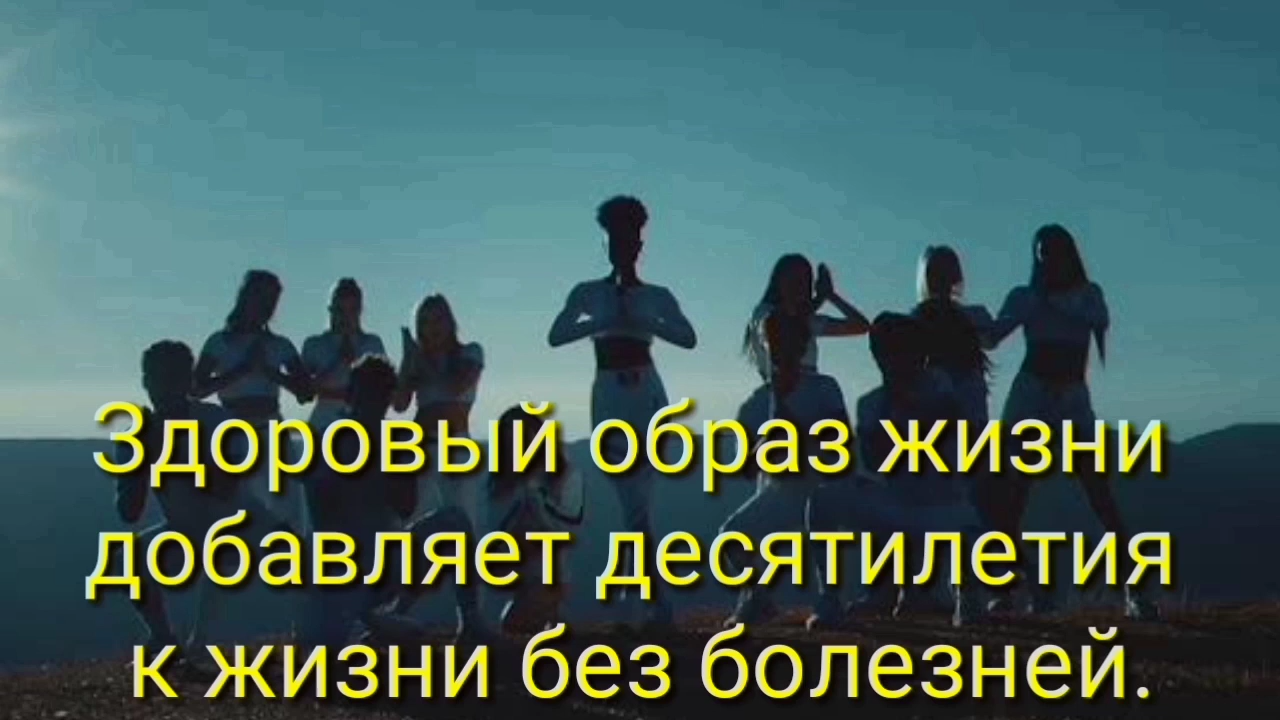 Здоровый образ жизни
добавляет десятилетия
к жизни без болезней.